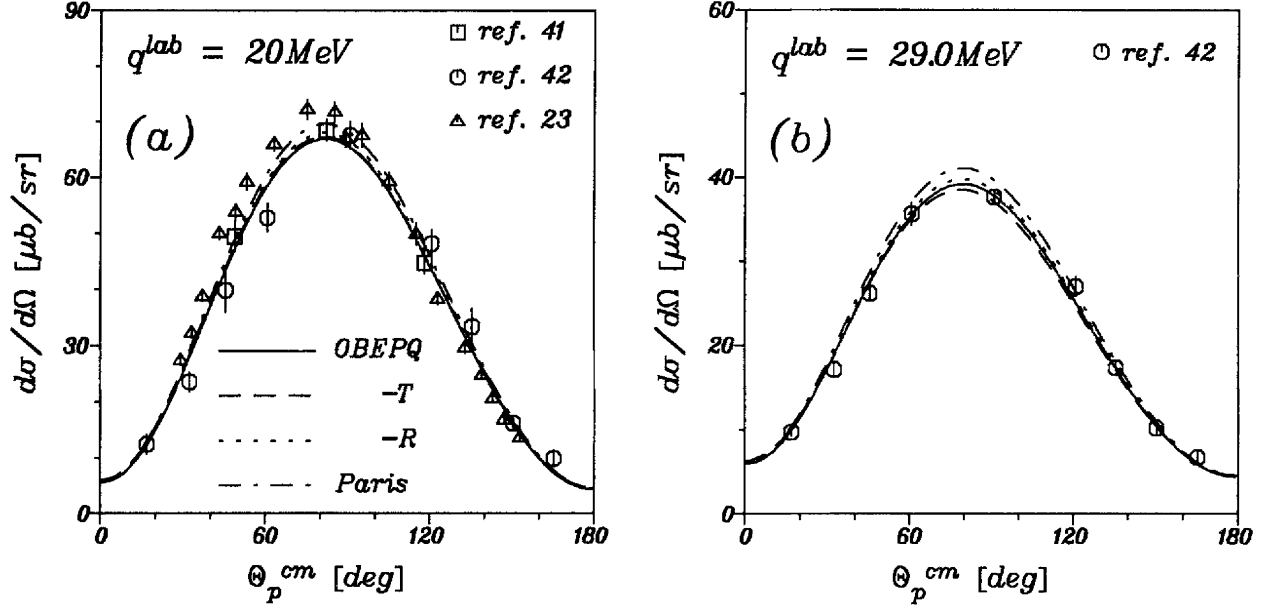 90
60
30
0
0 60 120 180
dσ/dΩ [μb/sr]
Θ_p^cm [deg]
q^lab = 20MeV
(a)
ref. 41
ref. 42
ref. 23
OBEPQ
-T
-R
Paris
60
40
20
0
0 60 120 180
dσ/dΩ [μb/sr]
Θ_p^cm [deg]
q^lab = 29.0MeV
ref. 42
(b)